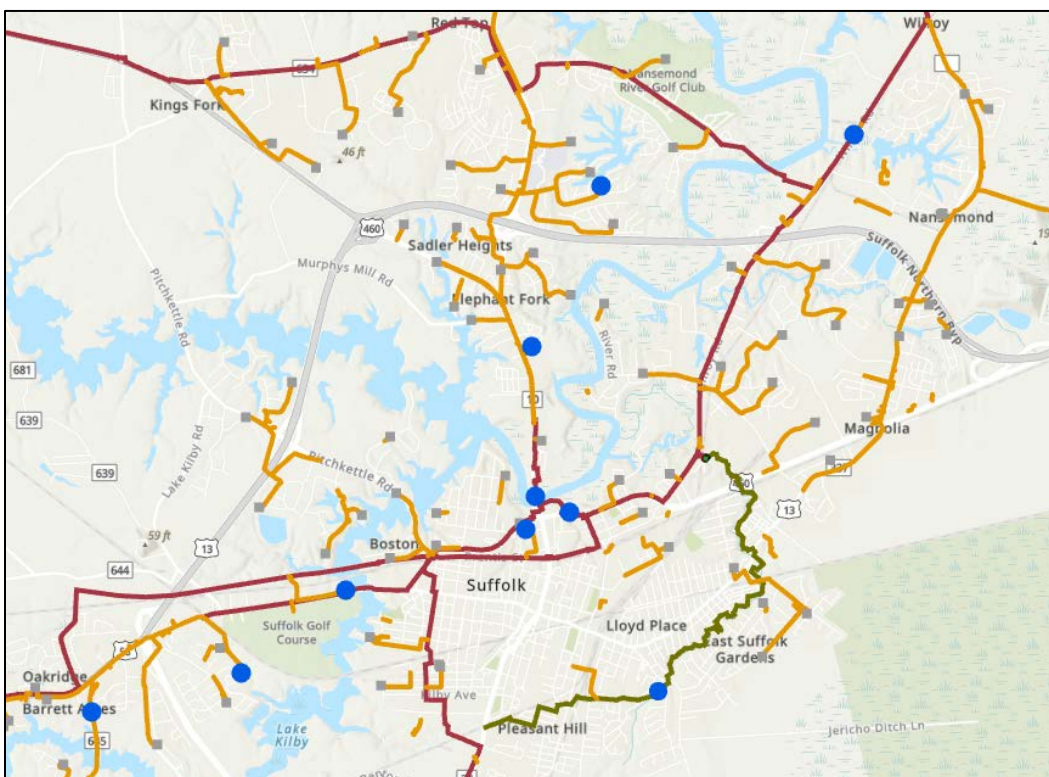 Red Top
Wilroy
634
Nansemond
River Golf Club
Kings Fork
46 ft
460
Sadler Heights
Nansemond
Murphys Mill Rd
Suffolk Northern Byp
Elephant Fork
Pitchkettle Rd
River Rd
681
10
639
Magnolia
Lake Kilby Rd
639
Pitchkettle Rd
460
13
59 ft
13
Boston
644
Suffolk
Suffolk Golf
Course
Lloyd Place
East Suffolk
Gardens
Oakridge
Kilby Ave
Barrett Acres
Pleasant Hill
Lake
Kilby
Jericho Ditch Ln